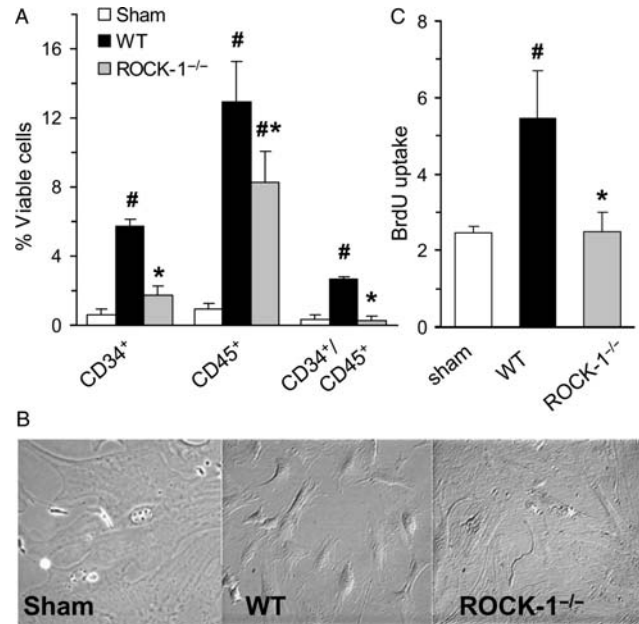 A
Sham
WT
ROCK-1⁻/⁻
% Viable cells
16
12
8
4
0
#
*
#
#*
#
*
CD34⁺
CD45⁺
CD34⁺/
CD45⁺
C
BrdU uptake
8
6
4
2
0
#
*
sham
WT
ROCK-1⁻/⁻
B
Sham
WT
ROCK-1⁻/⁻